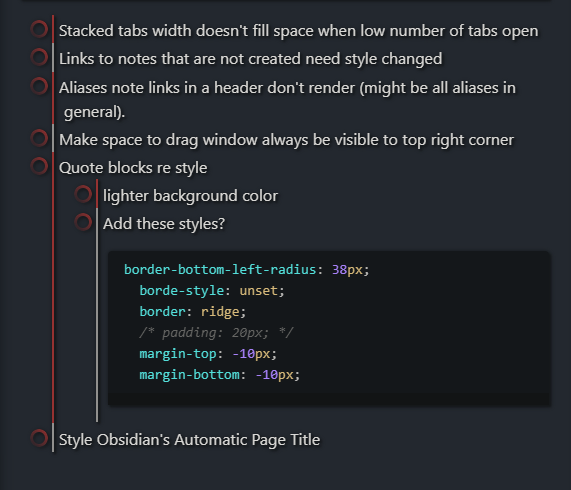 Stacked tabs width doesn't fill space when low number of tabs open
Links to notes that are not created need style changed
Aliases note links in a header don't render (might be all aliases in
general).
Make space to drag window always be visible to top right corner
Quote blocks re style
lighter background color
Add these styles?
border-bottom-left-radius: 38px;
borde-style: unset;
border: ridge;
/* padding: 20px; */
margin-top: -10px;
margin-bottom: -10px;
Style Obsidian's Automatic Page Title